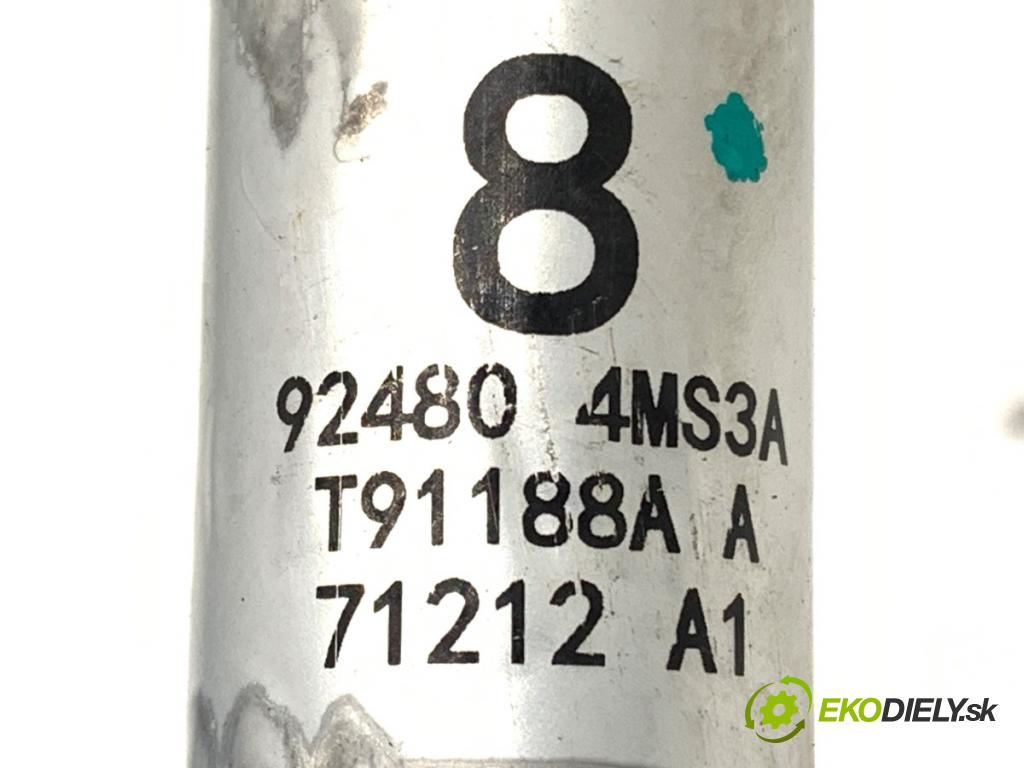 8
92480 4MS3A
T91188A A
71212 A1
EKODIELY.sk